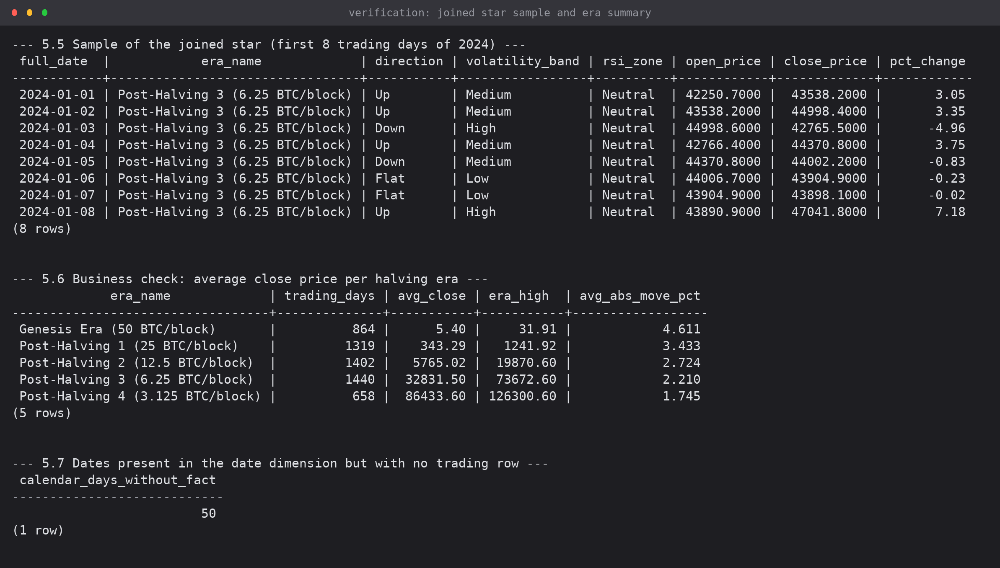 verification: joined star sample and era summary
--- 5.5 Sample of the joined star (first 8 trading days of 2024) ---
 full_date  |            era_name             | direction | volatility_band | rsi_zone | open_price | close_price | pct_change
------------+---------------------------------+-----------+-----------------+----------+------------+-------------+------------
 2024-01-01 | Post-Halving 3 (6.25 BTC/block) | Up        | Medium          | Neutral  | 42250.7000 |  43538.2000 |       3.05
 2024-01-02 | Post-Halving 3 (6.25 BTC/block) | Up        | Medium          | Neutral  | 43538.2000 |  44998.4000 |       3.35
 2024-01-03 | Post-Halving 3 (6.25 BTC/block) | Down      | High            | Neutral  | 44998.6000 |  42765.5000 |      -4.96
 2024-01-04 | Post-Halving 3 (6.25 BTC/block) | Up        | Medium          | Neutral  | 42766.4000 |  44370.8000 |       3.75
 2024-01-05 | Post-Halving 3 (6.25 BTC/block) | Down      | Medium          | Neutral  | 44370.8000 |  44002.2000 |      -0.83
 2024-01-06 | Post-Halving 3 (6.25 BTC/block) | Flat      | Low             | Neutral  | 44006.7000 |  43904.9000 |      -0.23
 2024-01-07 | Post-Halving 3 (6.25 BTC/block) | Flat      | Low             | Neutral  | 43904.9000 |  43898.1000 |      -0.02
 2024-01-08 | Post-Halving 3 (6.25 BTC/block) | Up        | High            | Neutral  | 43890.9000 |  47041.8000 |       7.18
(8 rows)
--- 5.6 Business check: average close price per halving era ---
             era_name             | trading_days | avg_close | era_high  | avg_abs_move_pct
----------------------------------+--------------+-----------+-----------+------------------
 Genesis Era (50 BTC/block)       |          864 |      5.40 |     31.91 |            4.611
 Post-Halving 1 (25 BTC/block)    |         1319 |    343.29 |   1241.92 |            3.433
 Post-Halving 2 (12.5 BTC/block)  |         1402 |   5765.02 |  19870.60 |            2.724
 Post-Halving 3 (6.25 BTC/block)  |         1440 |  32831.50 |  73672.60 |            2.210
 Post-Halving 4 (3.125 BTC/block) |          658 |  86433.60 | 126300.60 |            1.745
(5 rows)
--- 5.7 Dates present in the date dimension but with no trading row ---
 calendar_days_without_fact
----------------------------
                         50
(1 row)